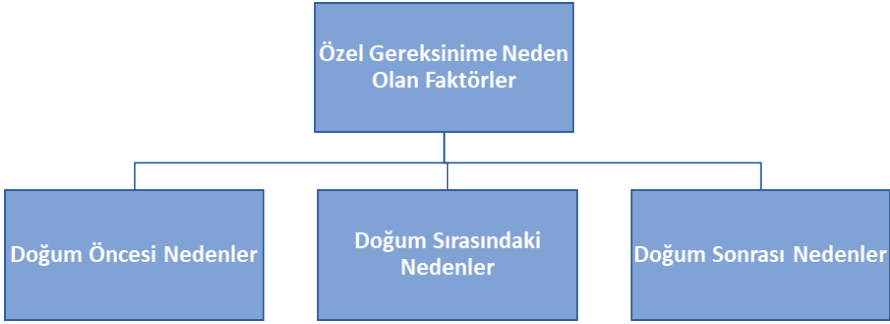 Özel Gereksinime Neden
Olan Faktörler
Doğum Öncesi Nedenler
Doğum Sırasındaki
Nedenler
Doğum Sonrası Nedenler